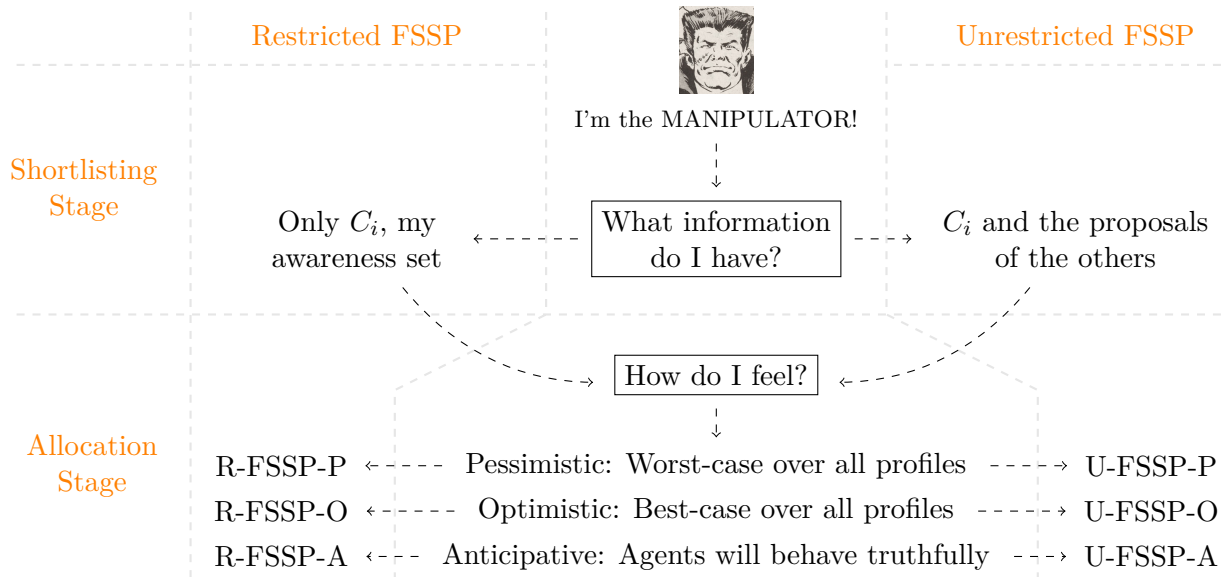 Restricted FSSP
Unrestricted FSSP
I'm the MANIPULATOR!
Shortlisting
Stage
Only C_i, my
awareness set
What information
do I have?
C_i and the proposals
of the others
How do I feel?
Allocation
Stage
R-FSSP-P
Pessimistic: Worst-case over all profiles
U-FSSP-P
R-FSSP-O
Optimistic: Best-case over all profiles
U-FSSP-O
R-FSSP-A
Anticipative: Agents will behave truthfully
U-FSSP-A